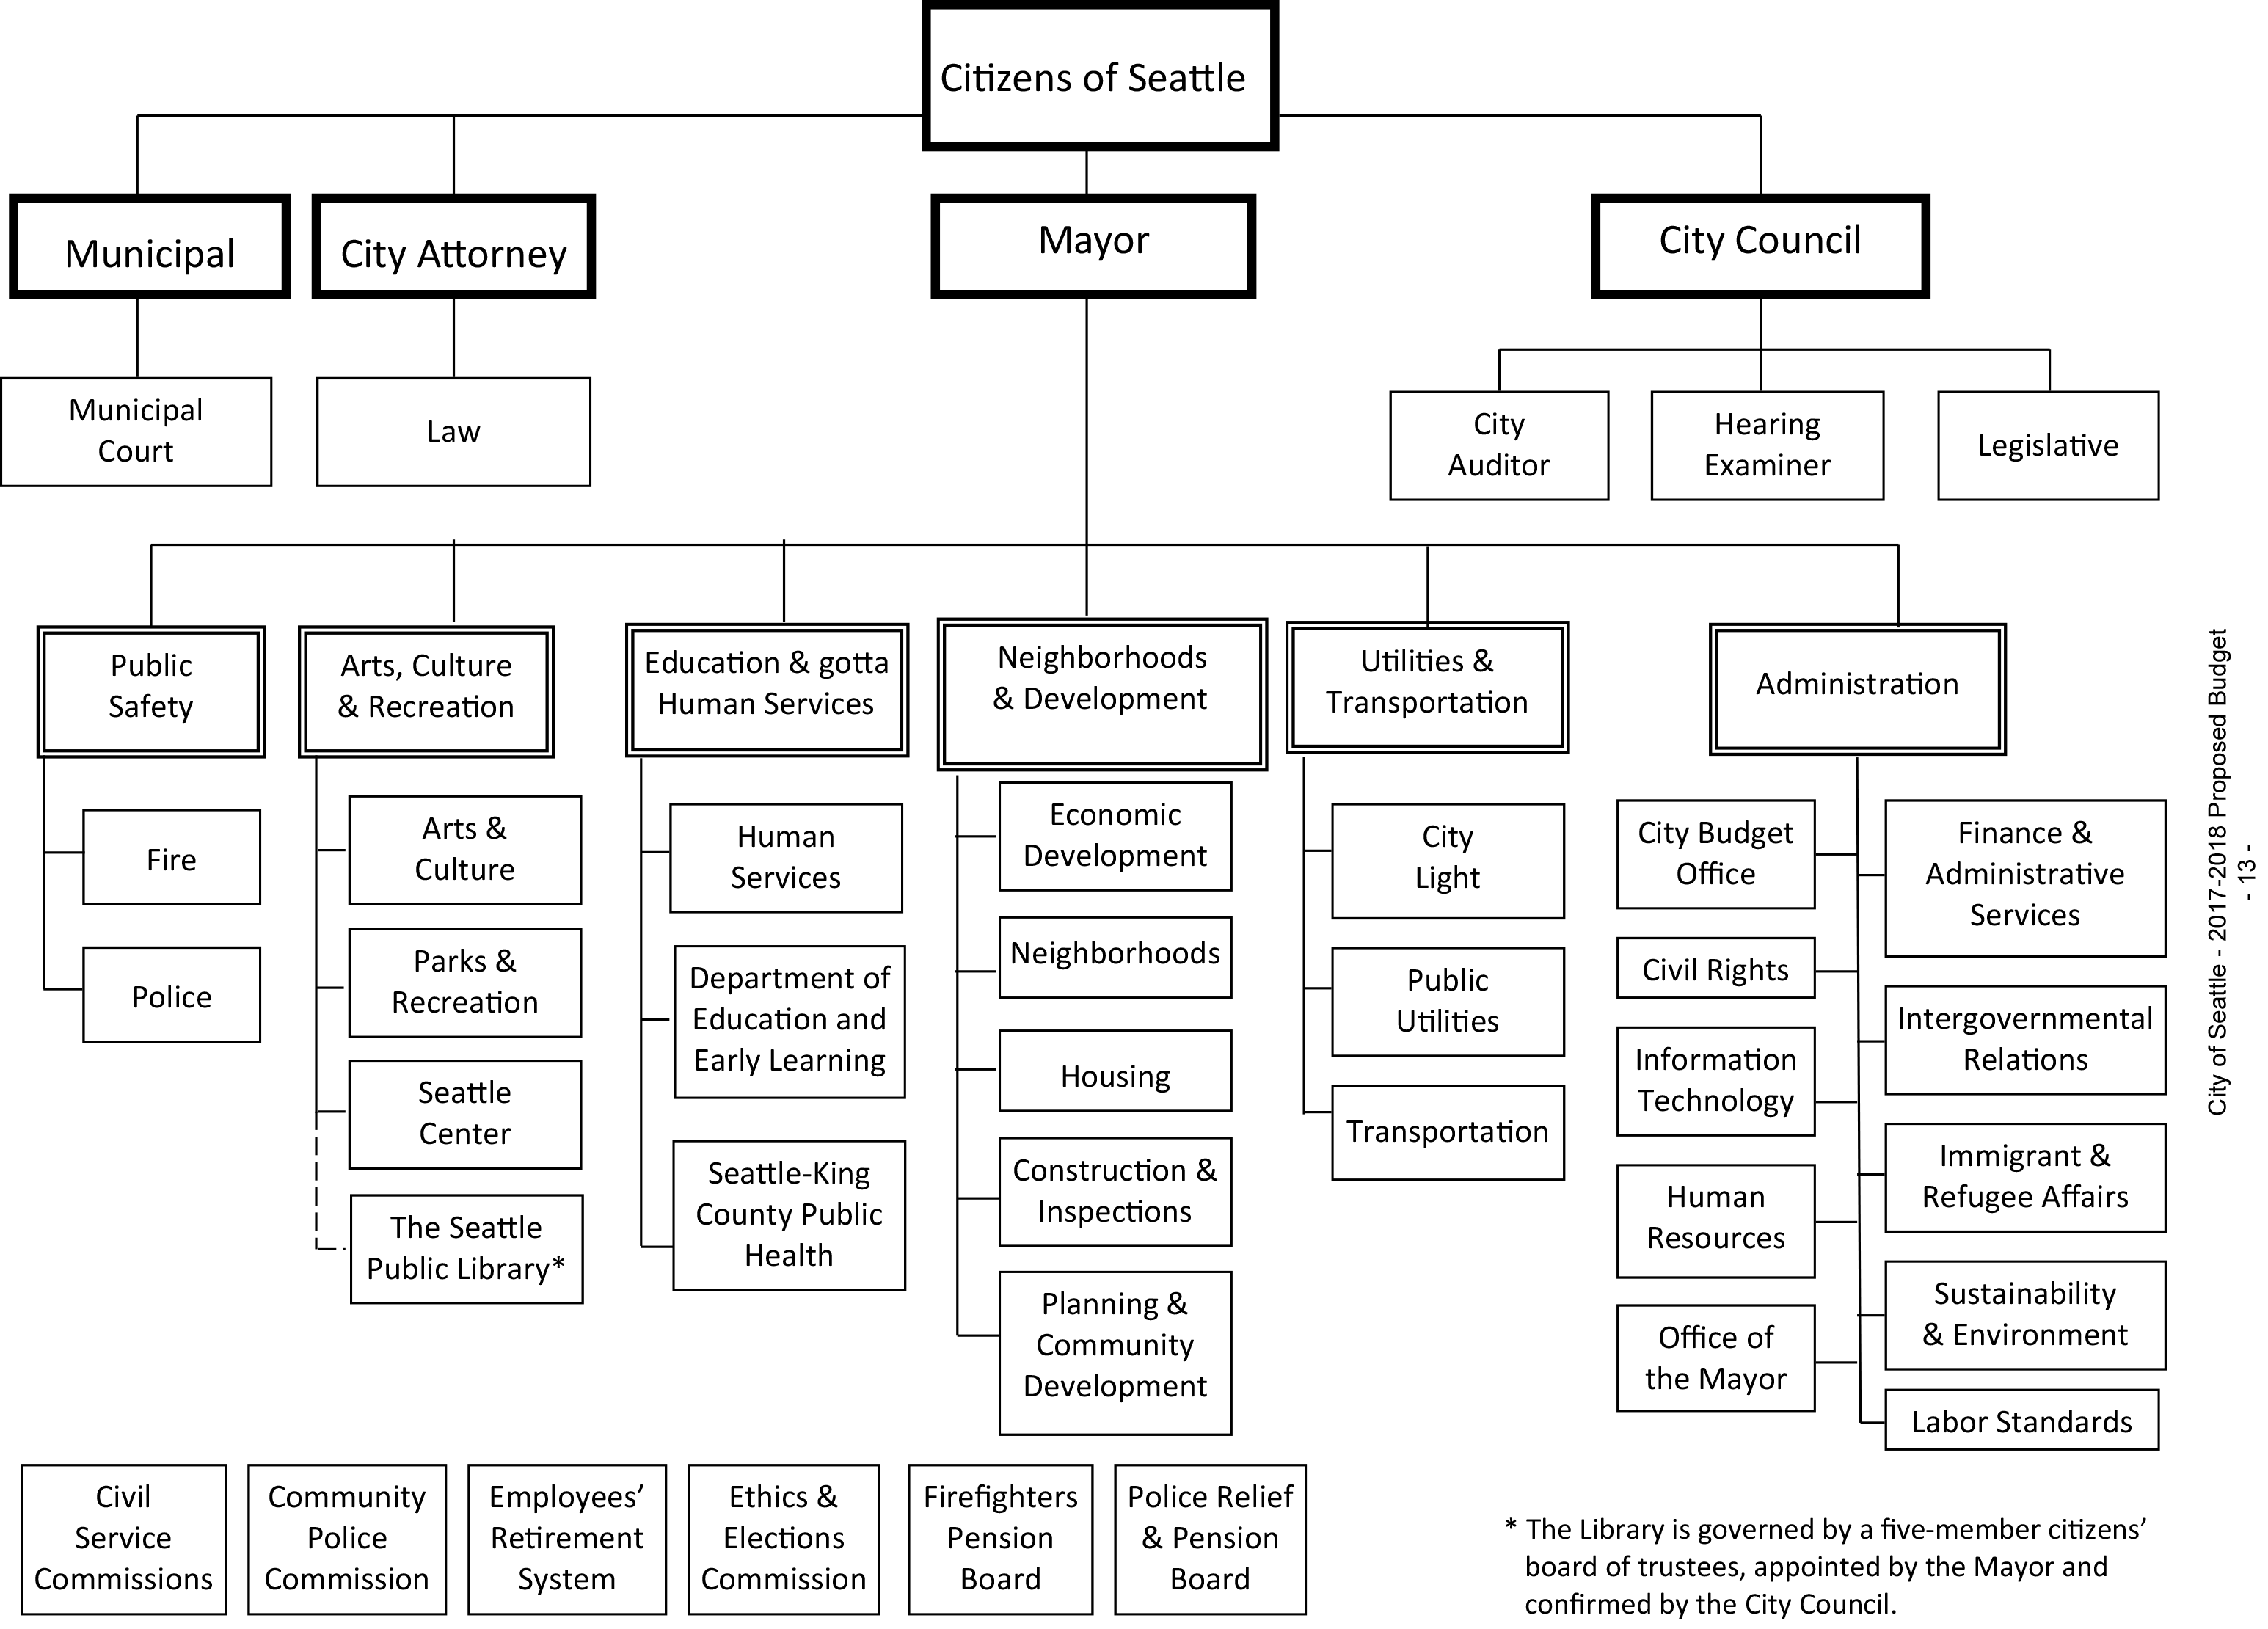 Citizens of Seattle
Municipal
City Attorney
Mayor
City Council
Municipal
Court
Law
City
Auditor
Hearing
Examiner
Legislative
Public
Safety
Arts, Culture
& Recreation
Education & gotta
Human Services
Neighborhoods
& Development
Utilities &
Transportation
Administration
Fire
Police
Arts &
Culture
Parks &
Recreation
Seattle
Center
The Seattle
Public Library*
Human
Services
Department of
Education and
Early Learning
Seattle-King
County Public
Health
Economic
Development
Neighborhoods
Housing
Construction &
Inspections
Planning &
Community
Development
City
Light
Public
Utilities
Transportation
City Budget
Office
Civil Rights
Information
Technology
Human
Resources
Office of
the Mayor
Finance &
Administrative
Services
Intergovernmental
Relations
Immigrant &
Refugee Affairs
Sustainability
& Environment
Labor Standards
Civil
Service
Commissions
Community
Police
Commission
Employees’
Retirement
System
Ethics &
Elections
Commission
Firefighters
Pension
Board
Police Relief
& Pension
Board
* The Library is governed by a five-member citizens’
board of trustees, appointed by the Mayor and
confirmed by the City Council.
City of Seattle - 2017-2018 Proposed Budget
- 13 -